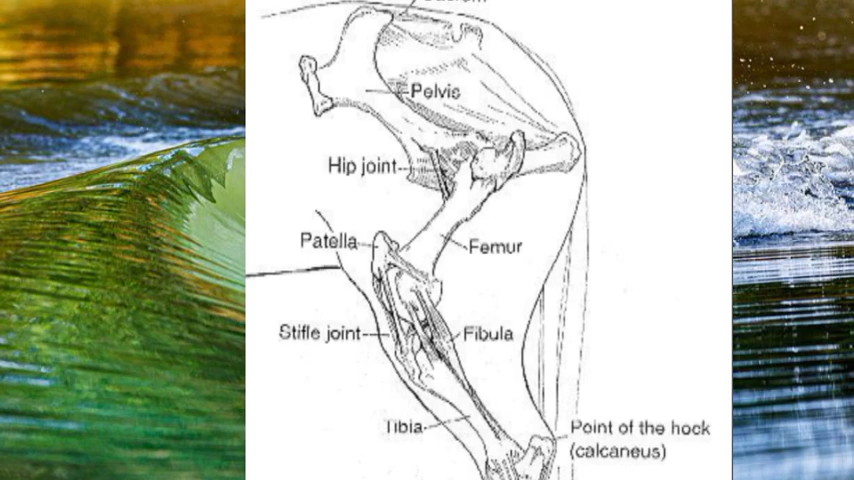 Pelvis
Hip joint
Patella
Femur
Stifle joint
Fibula
Tibia
Point of the hock
(calcaneus)